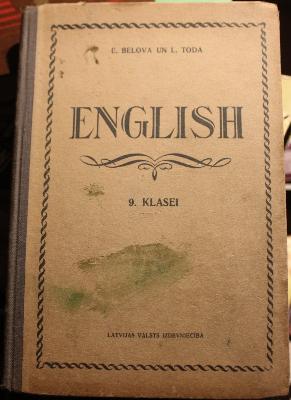 E. BELOVA UN L. TODA
ENGLISH
9. KLASEI
LATVIJAS VALSTS IZDEVNIECĪBA